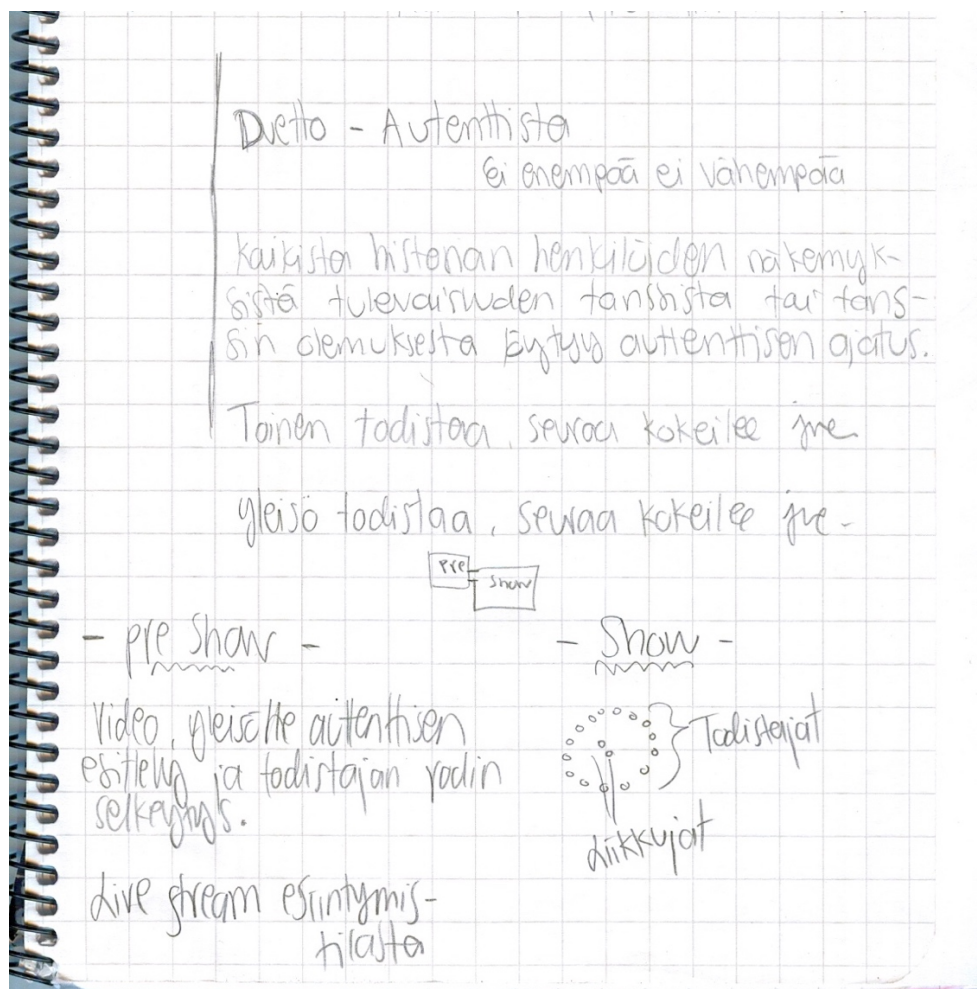 Duetto - Autenttista
Ei enempää ei vähempää
Kaikista historian henkilöiden näkemyk-
sistä tulevaisuuden tanssista tai tans-
sin olemuksesta löytyy auttenttisen ajatus.
Toinen todistaa, seuraa kokeilee jne
yleisö todistaa, seuraa kokeilee jne-
Pre
Show
- pre show -
Video, yleisölle autenttisen
esittely ja todistajan roolin
selkeytys.
Live stream esiintymis-
tilasta
- Show -
Todistajat
Liikkujat